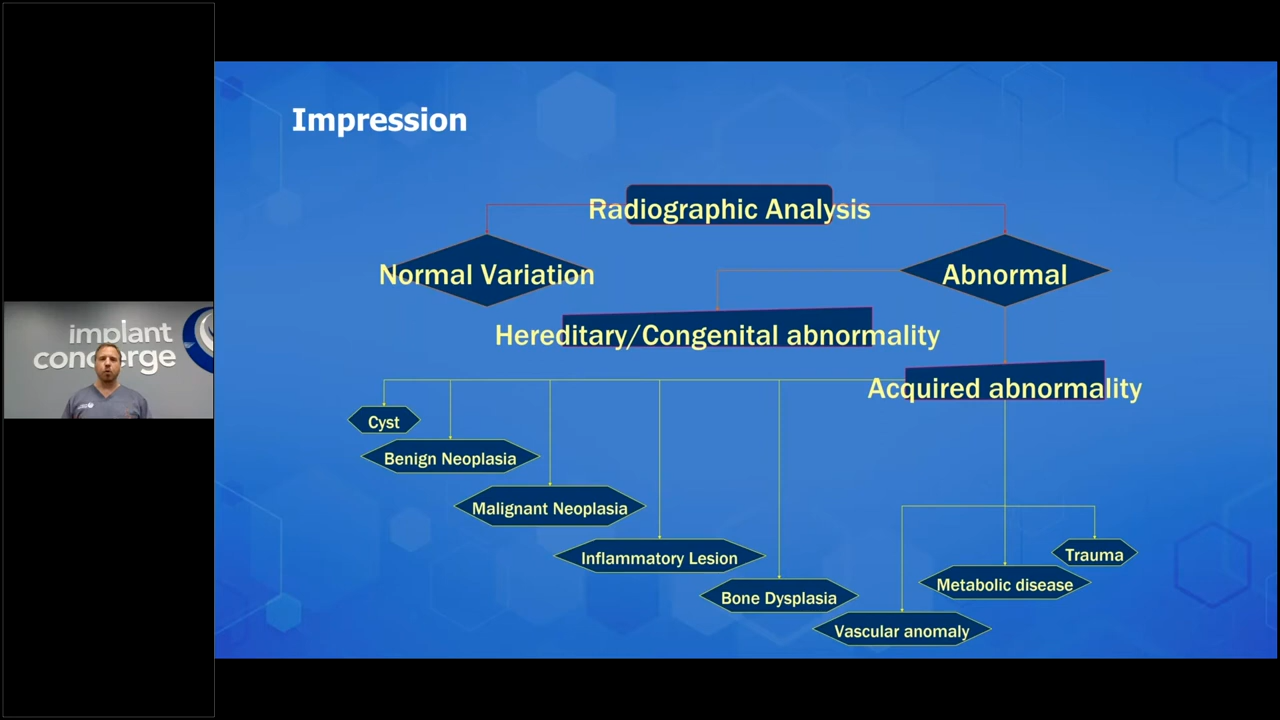 Impression
Radiographic Analysis
Normal Variation
Abnormal
Hereditary/Congenital abnormality
Acquired abnormality
Cyst
Benign Neoplasia
Malignant Neoplasia
Inflammatory Lesion
Bone Dysplasia
Trauma
Metabolic disease
Vascular anomaly
implant
concierge